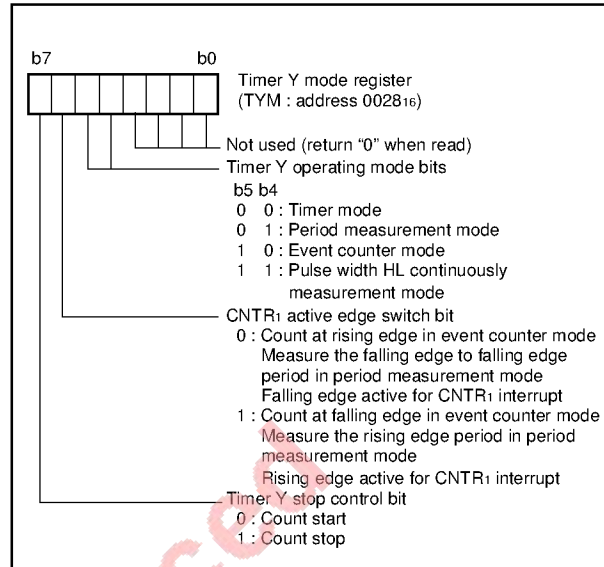 b7 b0
Timer Y mode register
(TYM : address 002816)
Not used (return “0” when read)
Timer Y operating mode bits
b5 b4
0 0 : Timer mode
0 1 : Period measurement mode
1 0 : Event counter mode
1 1 : Pulse width HL continuously
measurement mode
CNTR1 active edge switch bit
0 : Count at rising edge in event counter mode
Measure the falling edge to falling edge
period in period measurement mode
Falling edge active for CNTR1 interrupt
1 : Count at falling edge in event counter mode
Measure the rising edge period in period
measurement mode
Rising edge active for CNTR1 interrupt
Timer Y stop control bit
0 : Count start
1 : Count stop